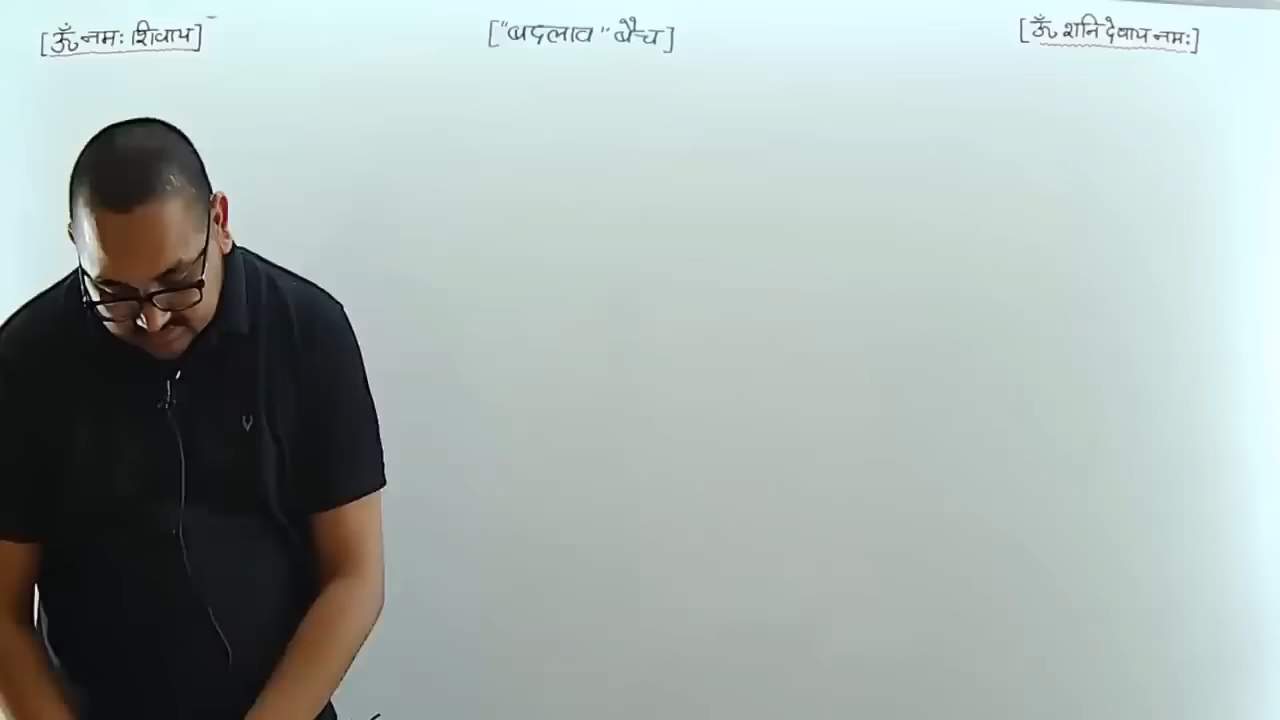 [ॐ नमः शिवाय]
["बदलाव" बैच]
[ॐ शनि देवाय नमः]